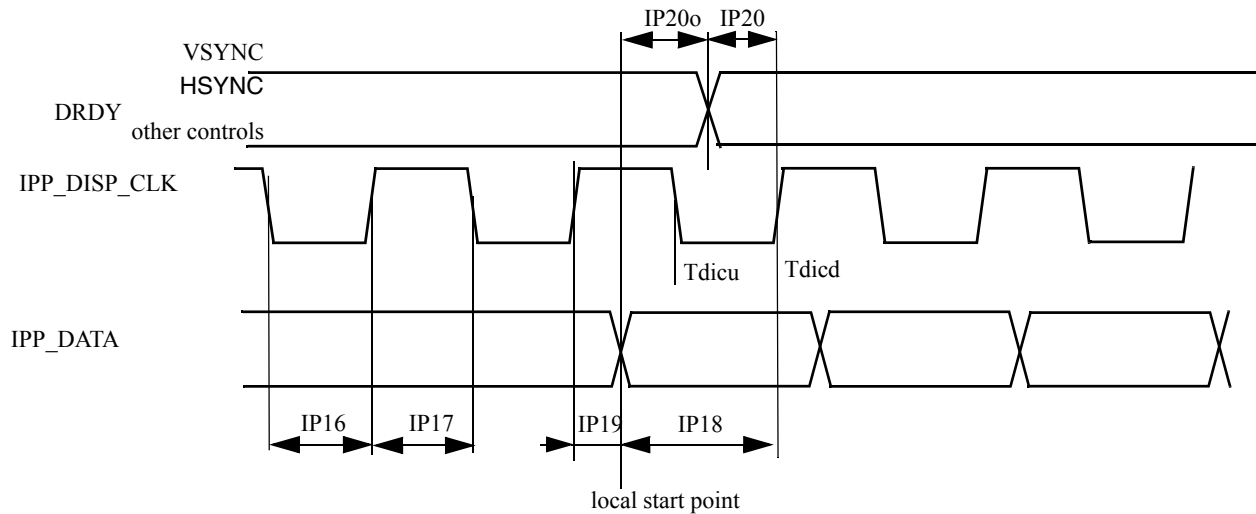 IP20o IP20
VSYNC
HSYNC
DRDY
other controls
IPP_DISP_CLK
Tdicu Tdicd
IPP_DATA
IP16 IP17 IP19 IP18
local start point